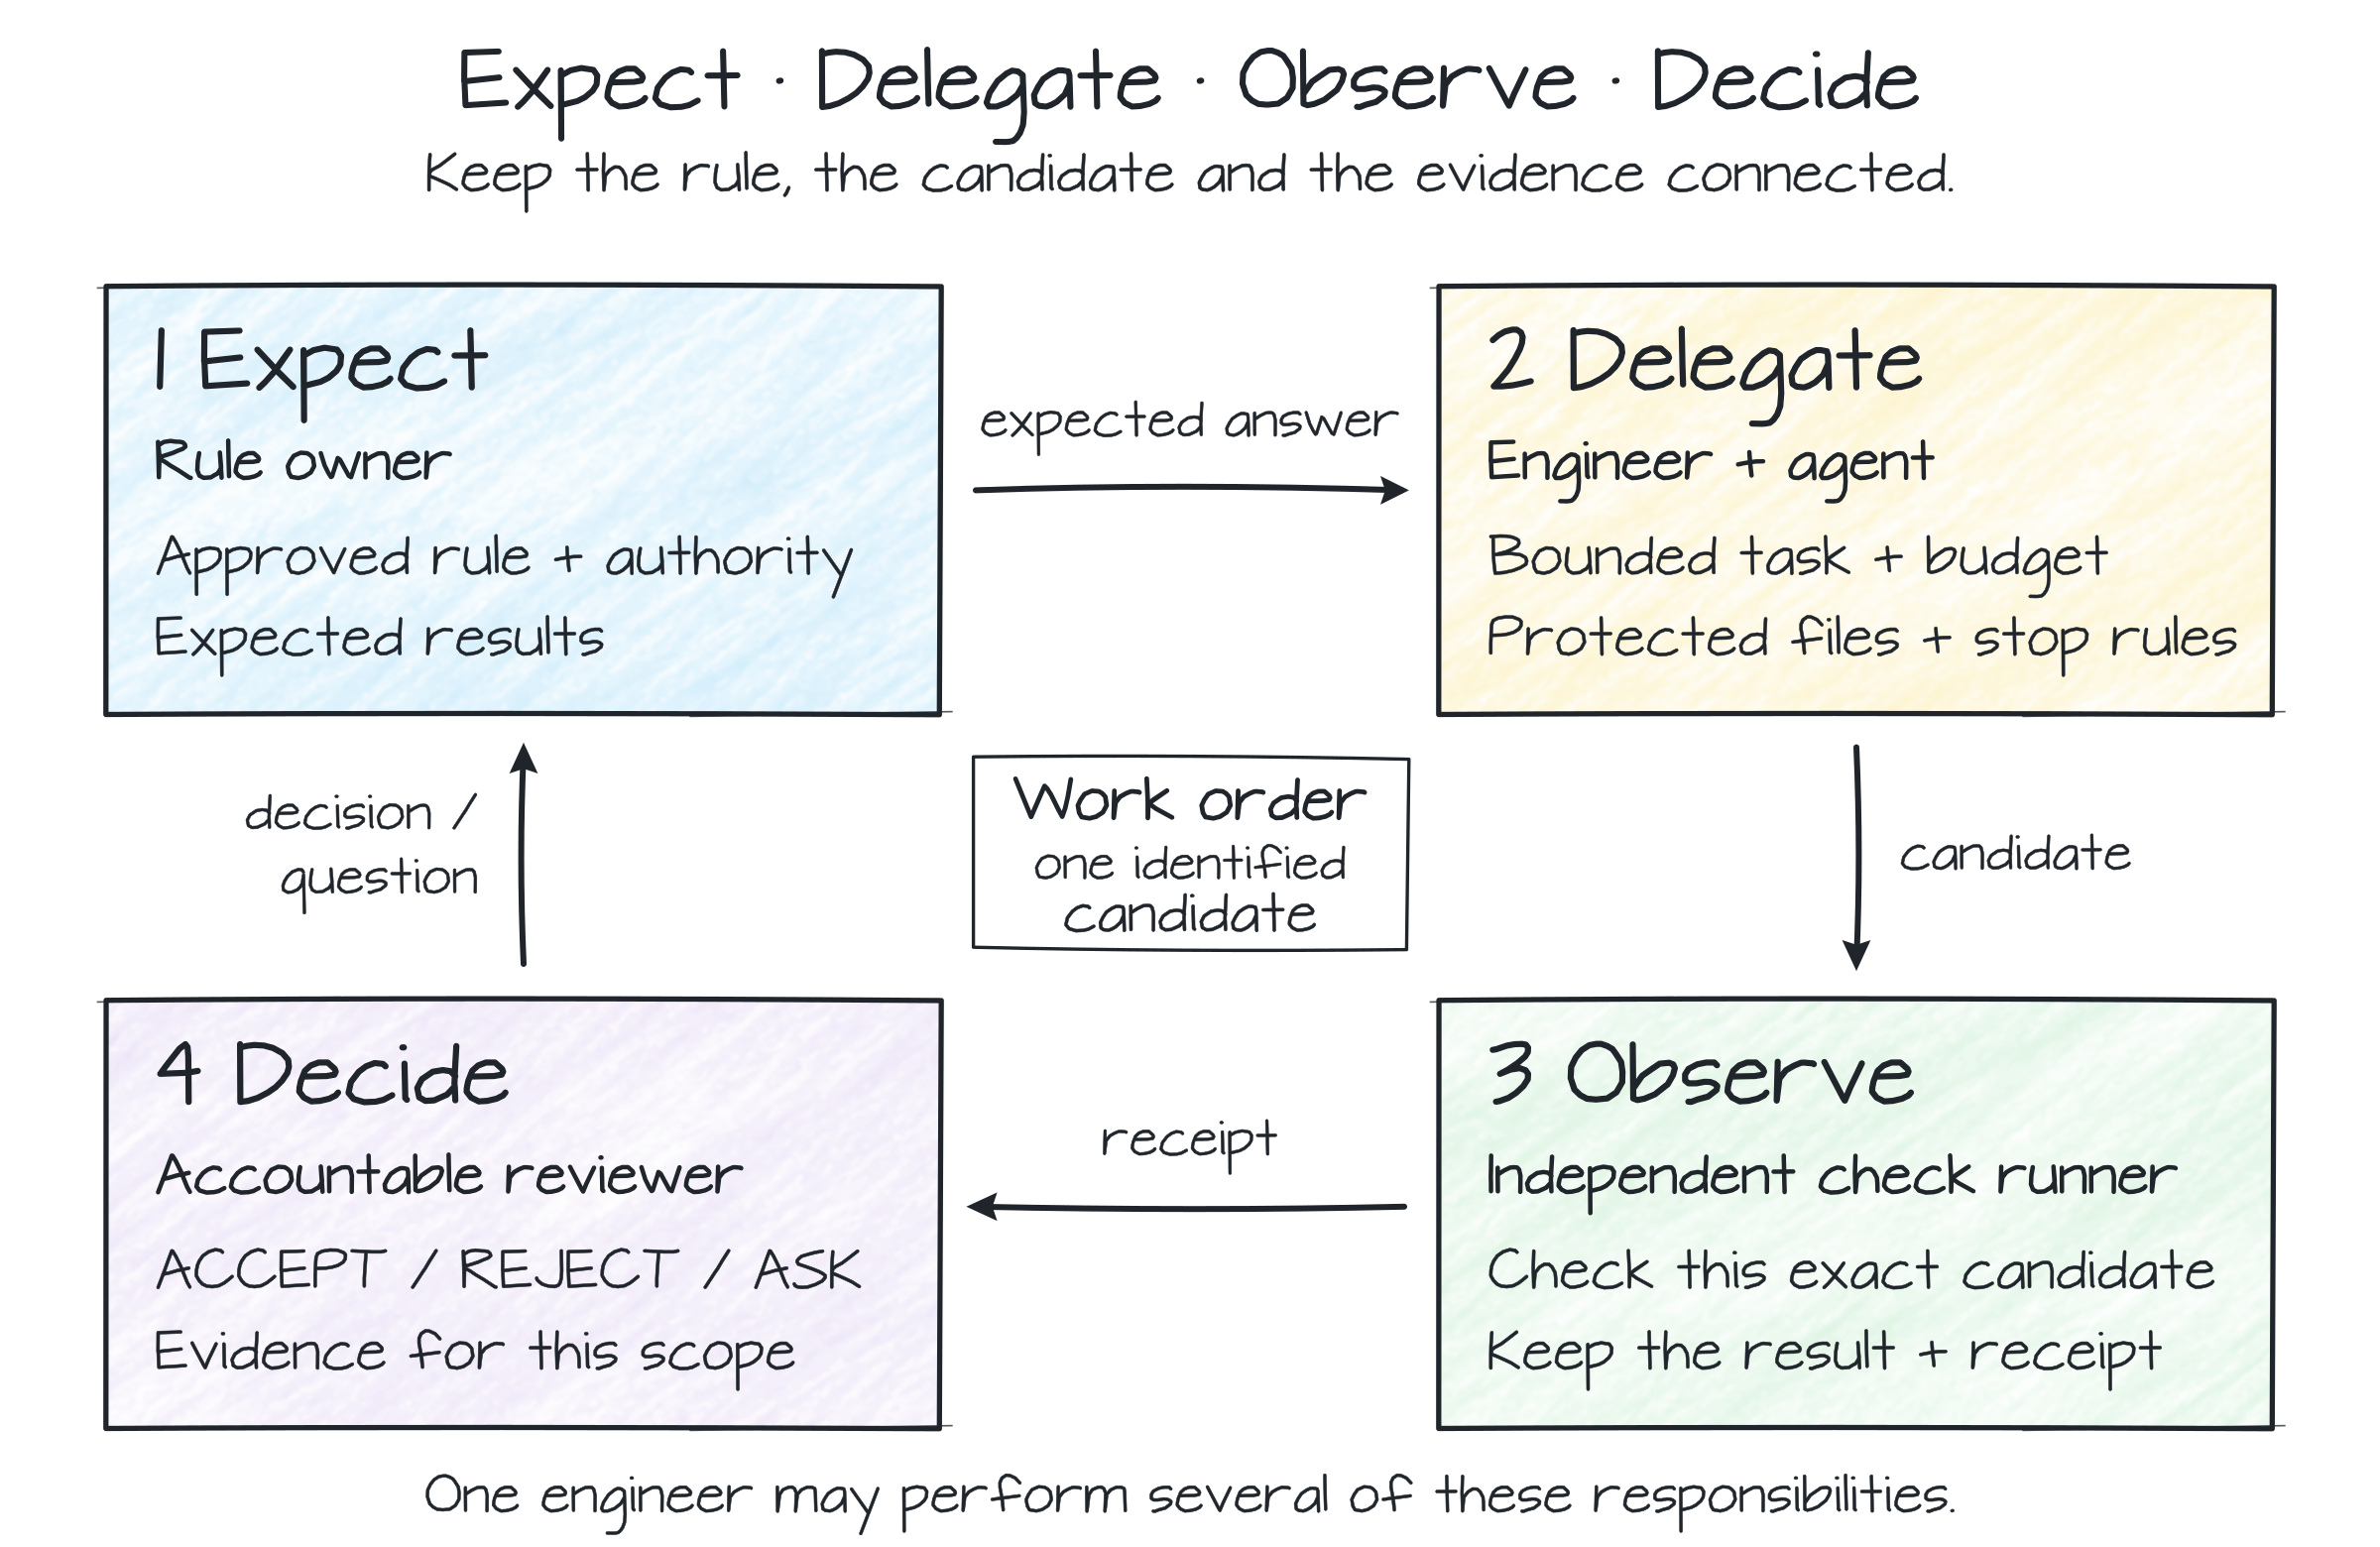 Expect · Delegate · Observe · Decide
Keep the rule, the candidate and the evidence connected.
1 Expect
Rule owner
Approved rule + authority
Expected results
expected answer
2 Delegate
Engineer + agent
Bounded task + budget
Protected files + stop rules
decision /
question
Work order
one identified
candidate
candidate
4 Decide
Accountable reviewer
ACCEPT / REJECT / ASK
Evidence for this scope
receipt
3 Observe
Independent check runner
Check this exact candidate
Keep the result + receipt
One engineer may perform several of these responsibilities.